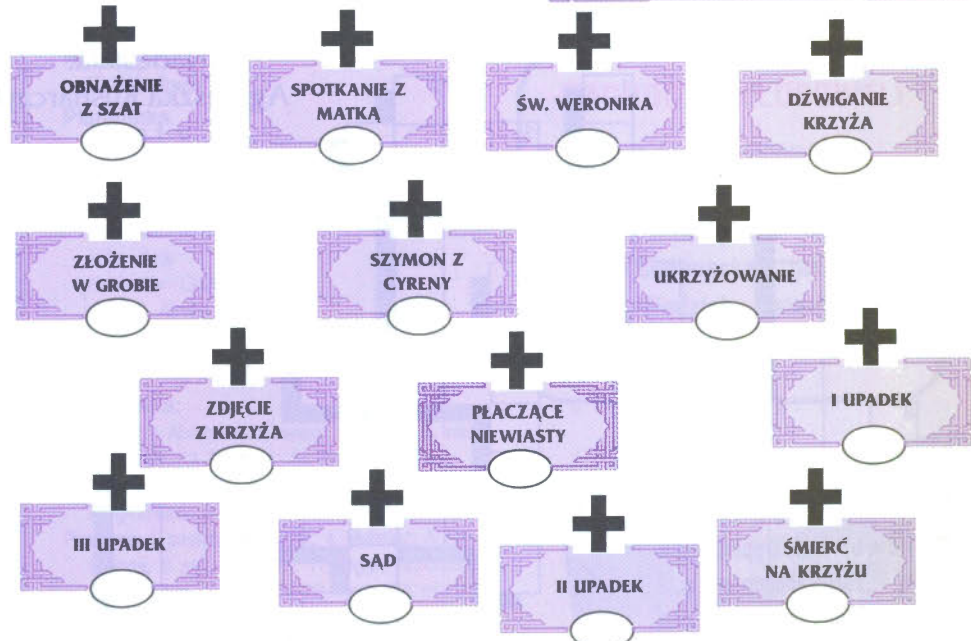 OBNAŻENIE
Z SZAT
SPOTKANIE Z
MATKĄ
ŚW. WERONIKA
DŹWIGANIE
KRZYŻA
ZŁOŻENIE
W GROBIE
SZYMON Z
CYRENY
UKRZYŻOWANIE
ZDJĘCIE
Z KRZYŻA
PŁACZĄCE
NIEWIASTY
I UPADEK
III UPADEK
SĄD
II UPADEK
ŚMIERĆ
NA KRZYŻU